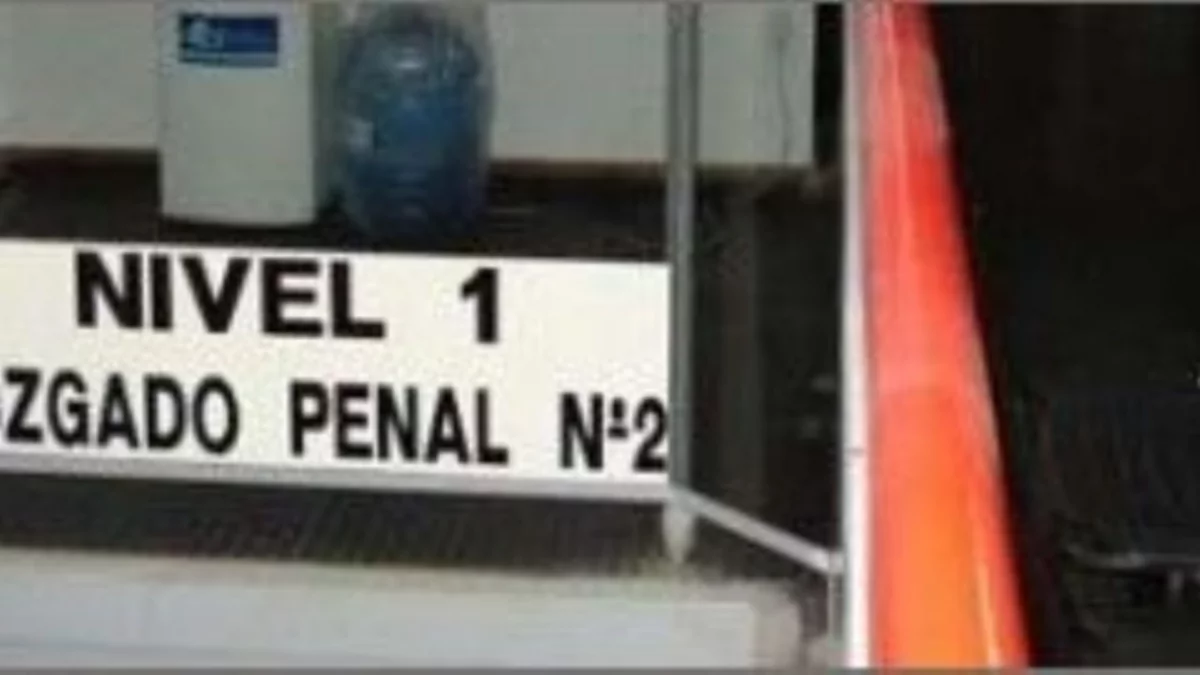 NIVEL 1
ZGADO PENAL Nº2